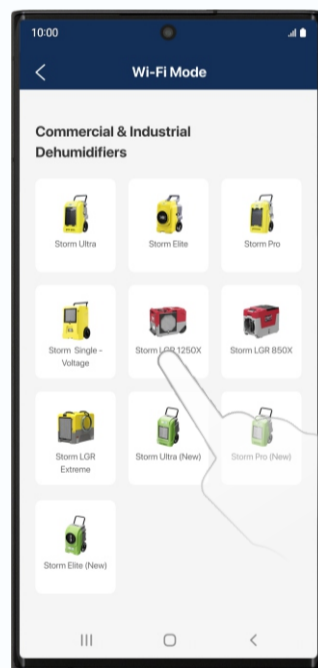 10:00
Wi-Fi Mode
Commercial & Industrial
Dehumidifiers
Storm Ultra
Storm Elite
Storm Pro
Storm Single -
Voltage
Storm LGR 1250X
Storm LGR 850X
Storm LGR
Extreme
Storm Ultra (New)
Storm Pro (New)
Storm Elite (New)